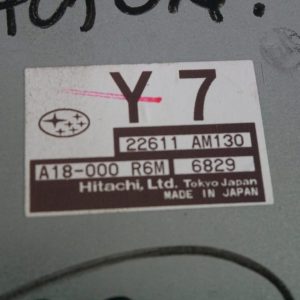 Y 7
22611 AM130
A18-000 R6M 6829
Hitachi, Ltd. Tokyo Japan
MADE IN JAPAN